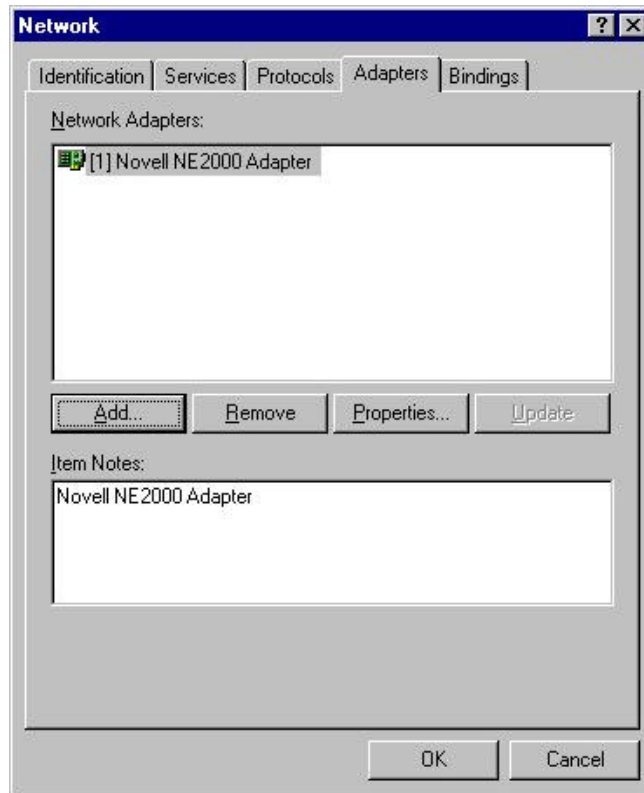 Network
Identification Services Protocols Adapters Bindings
Network Adapters:
[1] Novell NE2000 Adapter
Add... Remove Properties... Update
Item Notes:
Novell NE2000 Adapter
OK Cancel